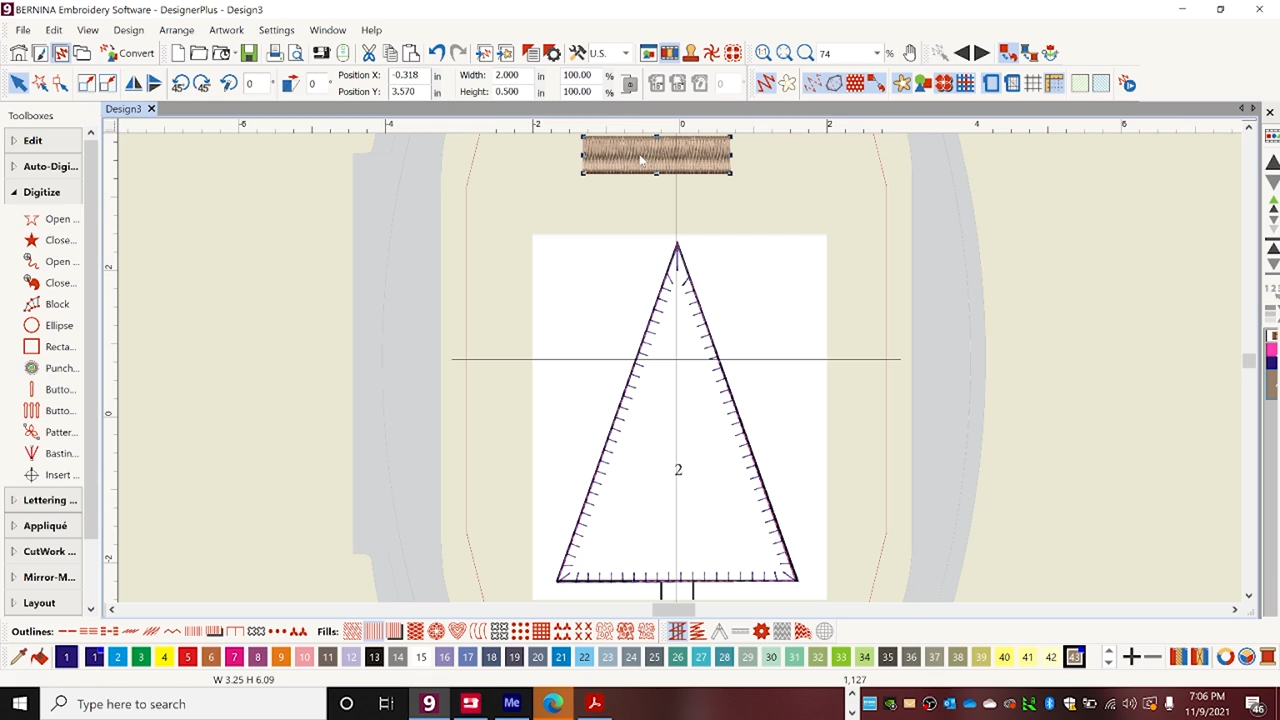 BERNINA Embroidery Software - DesignerPlus - Design3
File Edit View Design Arrange Artwork Settings Window Help
Convert U.S. 74 %
0 0 Position X: -0.318 in Width: 2.000 in 100.00 % 0
Position Y: 3.570 in Height: 0.500 in 100.00 %
Toolboxes Design3
-6 -4 -2 0 2 4 6
Edit
Auto-Digi...
Digitize
Open ...
Close...
Open ...
Close...
Block
Ellipse
Recta...
Punch...
Butto...
Butto...
Patter...
Bastin...
Insert ...
Lettering ...
Appliqué
CutWork ...
Mirror-M...
Layout
2
0
-2
2
Outlines: Fills:
1 1 2 3 4 5 6 7 8 9 10 11 12 13 14 15 16 17 18 19 20 21 22 23 24 25 26 27 28 29 30 31 32 33 34 35 36 37 38 39 40 41 42 43
W 3.25 H 6.09 1,127
Type here to search 9 Me 7:06 PM
11/9/2021 46